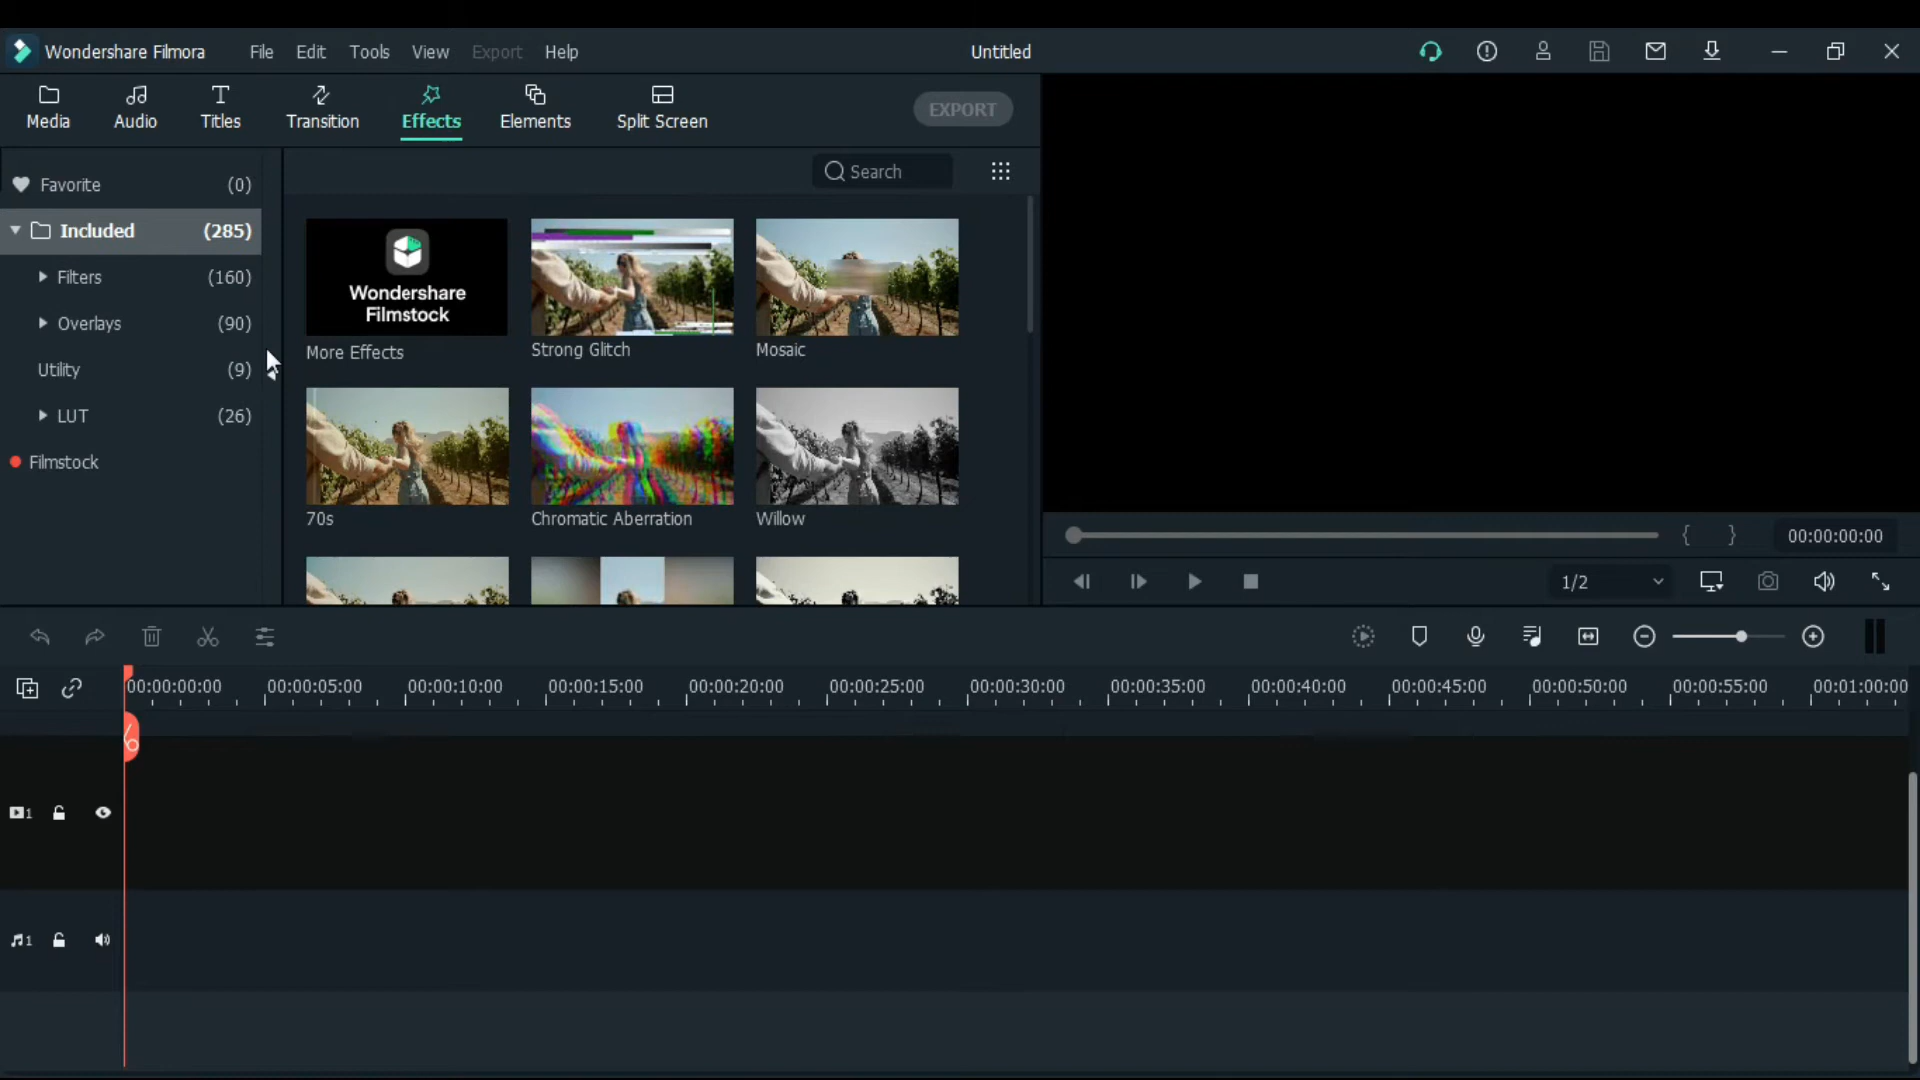 Wondershare Filmora File Edit Tools View Export Help Untitled
Media Audio Titles Transition Effects Elements Split Screen EXPORT
Favorite (0)
Search
Included (285)
Filters (160)
Overlays (90)
Utility (9)
LUT (26)
Filmstock
Wondershare
Filmstock
More Effects Strong Glitch Mosaic
70s Chromatic Aberration Willow
{ } 00:00:00:00
1/2
00:00:00:00 00:00:05:00 00:00:10:00 00:00:15:00 00:00:20:00 00:00:25:00 00:00:30:00 00:00:35:00 00:00:40:00 00:00:45:00 00:00:50:00 00:00:55:00 00:01:00:00
1
1